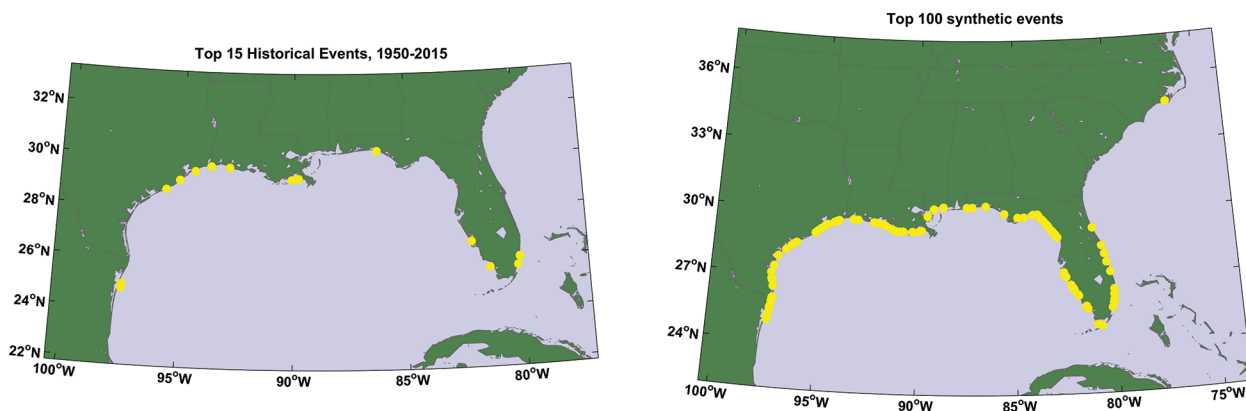 Top 15 Historical Events, 1950-2015
32°N
30°N
28°N
26°N
24°N
22°N
100°W
95°W
90°W
85°W
80°W
Top 100 synthetic events
36°N
33°N
30°N
27°N
24°N
100°W
95°W
90°W
85°W
80°W
75°W